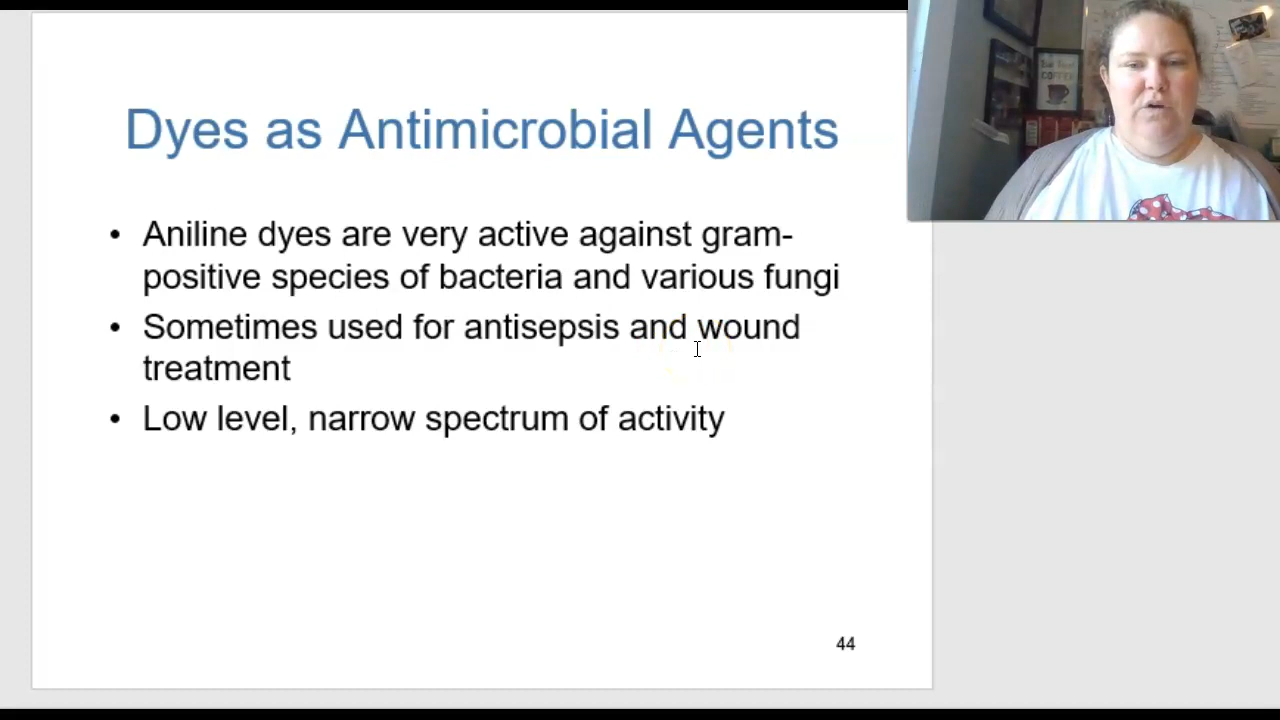 Dyes as Antimicrobial Agents
• Aniline dyes are very active against gram-
positive species of bacteria and various fungi
• Sometimes used for antisepsis and wound
treatment
• Low level, narrow spectrum of activity
44
COFFEE